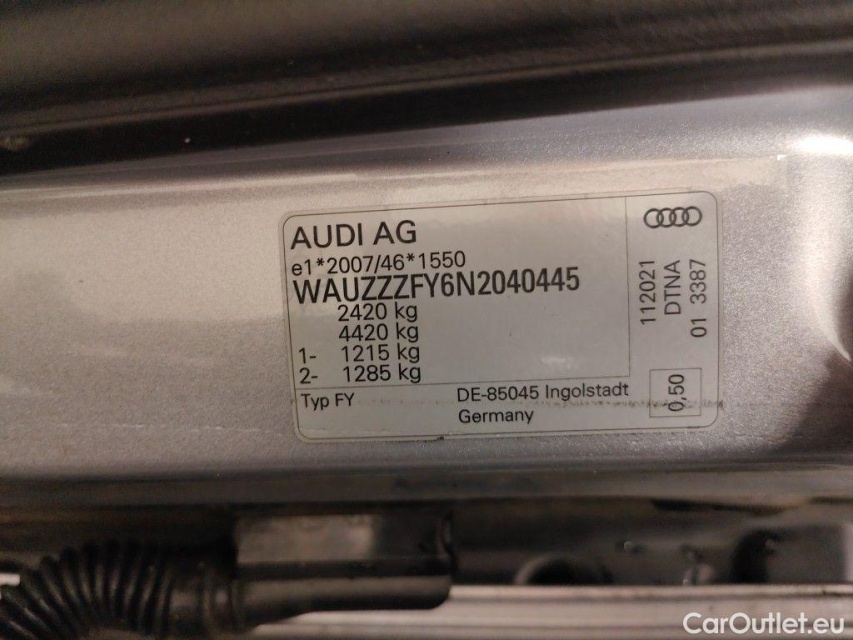 AUDI AG
e1*2007/46*1550
WAUZZZFY6N2040445
2420 kg
4420 kg
1- 1215 kg
2- 1285 kg
Typ FY
DE-85045 Ingolstadt
Germany
112021
DTNA
01 3387
0,50
CarOutlet.eu